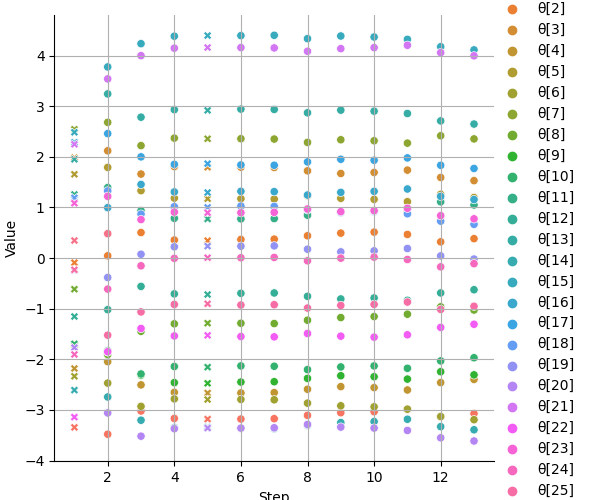 Value
4
3
2
1
0
−1
−2
−3
−4
2
4
6
8
10
12
Step
θ[2]
θ[3]
θ[4]
θ[5]
θ[6]
θ[7]
θ[8]
θ[9]
θ[10]
θ[11]
θ[12]
θ[13]
θ[14]
θ[15]
θ[16]
θ[17]
θ[18]
θ[19]
θ[20]
θ[21]
θ[22]
θ[23]
θ[24]
θ[25]